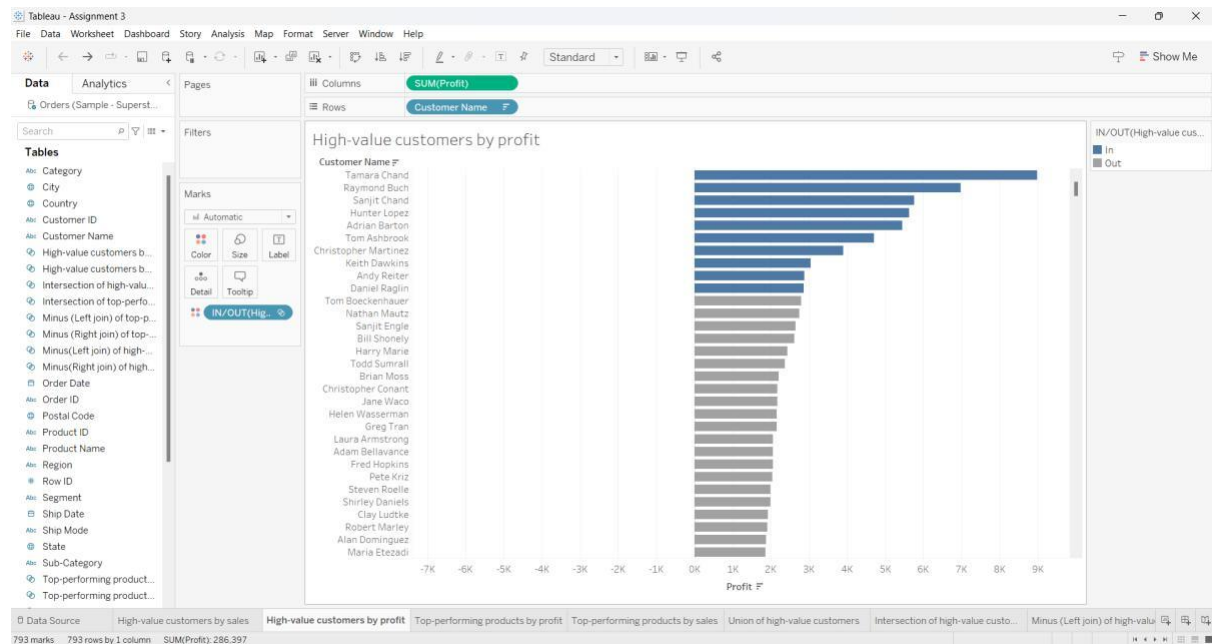 Tableau - Assignment 3
File Data Worksheet Dashboard Story Analysis Map Format Server Window Help
Standard
Show Me
Data Analytics
Orders (Sample - Superst...
Search
Tables
Abc Category
City
Country
Abc Customer ID
Abc Customer Name
High-value customers b...
High-value customers b...
Intersection of high-valu...
Intersection of top-perfo...
Minus (Left join) of top-p...
Minus (Right join) of top-...
Minus(Left join) of high-...
Minus(Right join) of high...
Order Date
Abc Order ID
Postal Code
Abc Product ID
Abc Product Name
Abc Region
Row ID
Abc Segment
Ship Date
Abc Ship Mode
State
Abc Sub-Category
Top-performing product...
Top-performing product...
Pages
Filters
Marks
Automatic
Color Size Label
Detail Tooltip
IN/OUT(Hig..
Columns SUM(Profit)
Rows Customer Name
High-value customers by profit
Customer Name
Tamara Chand
Raymond Buch
Sanjit Chand
Hunter Lopez
Adrian Barton
Tom Ashbrook
Christopher Martinez
Keith Dawkins
Andy Reiter
Daniel Raglin
Tom Boeckenhauer
Nathan Mautz
Sanjit Engle
Bill Shonely
Harry Marie
Todd Sumrall
Brian Moss
Christopher Conant
Jane Waco
Helen Wasserman
Greg Tran
Laura Armstrong
Adam Bellavance
Fred Hopkins
Pete Kriz
Steven Roelle
Shirley Daniels
Clay Ludtke
Robert Marley
Alan Dominguez
Maria Etezadi
-7K -6K -5K -4K -3K -2K -1K 0K 1K 2K 3K 4K 5K 6K 7K 8K 9K
Profit
IN/OUT(High-value cus...
In
Out
Data Source High-value customers by sales High-value customers by profit Top-performing products by profit Top-performing products by sales Union of high-value customers Intersection of high-value custo... Minus (Left join) of high-valu
793 marks 793 rows by 1 column SUM(Profit): 286,397